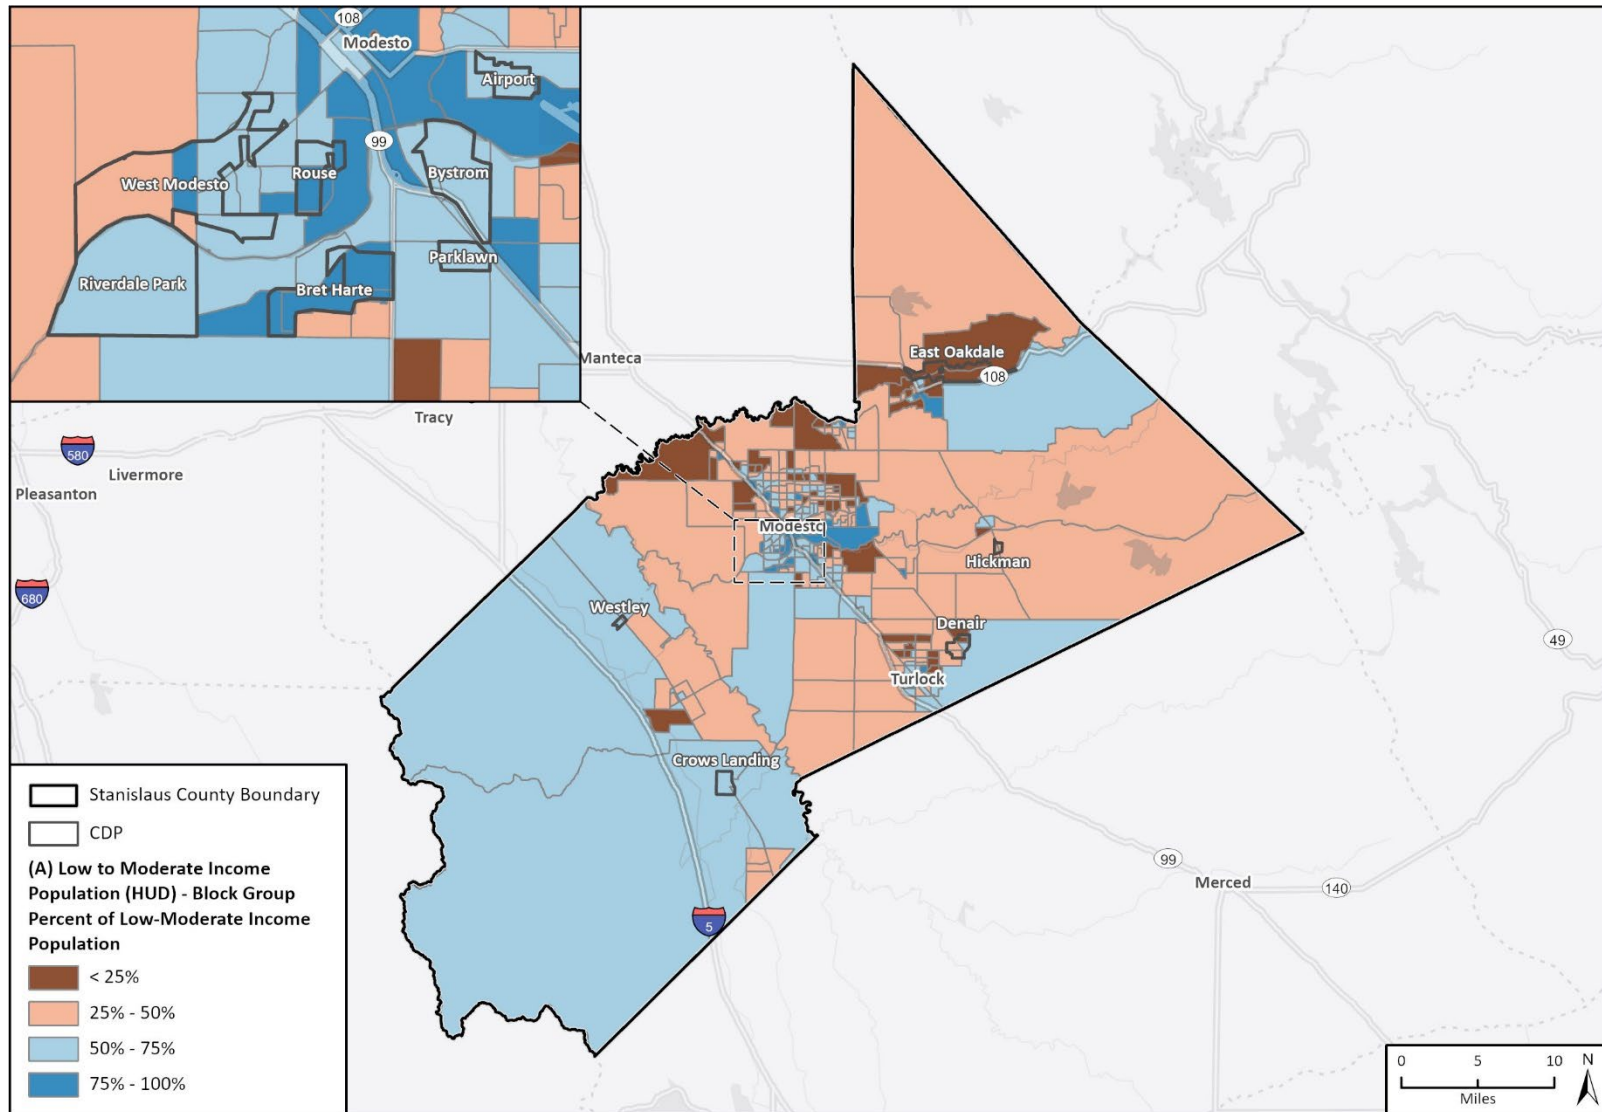 108
Modesto
Airport
99
West Modesto
Rouse
Bystrom
Parklawn
Riverdale Park
Bret Harte
Manteca
Tracy
580
Livermore
Pleasanton
680
East Oakdale
108
Modesto
Hickman
Westley
Denair
Turlock
49
Crows Landing
99
Merced
140
5
Stanislaus County Boundary
CDP
(A) Low to Moderate Income
Population (HUD) - Block Group
Percent of Low-Moderate Income
Population
< 25%
25% - 50%
50% - 75%
75% - 100%
0 5 10
Miles
N